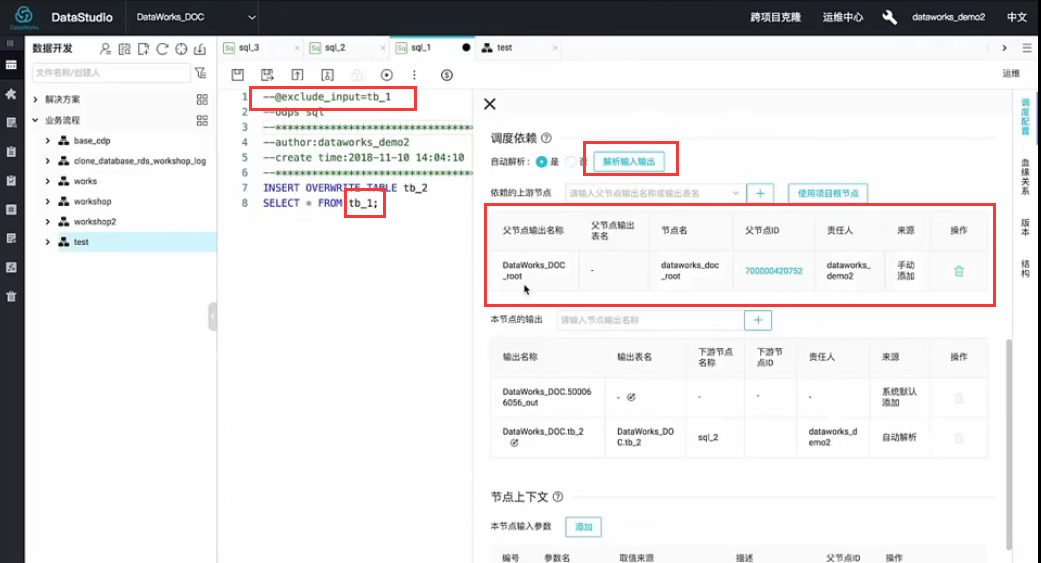 DataWorks
DataStudio
DataWorks_DOC
跨项目克隆
运维中心
dataworks_demo2
中文
数据开发
文件名称/创建人
解决方案
业务流程
base_cdp
clone_database_rds_workshop_log
works
workshop
workshop2
test
Sq sql_3 ×
Sq sql_2 ×
Sq sql_1
test ×
运维
1 --@exclude_input=tb_1
2 --odps sql
3 --**********************************
4 --author:dataworks_demo2
5 --create time:2018-11-10 14:04:10
6 --**********************************
7 INSERT OVERWRITE TABLE tb_2
8 SELECT * FROM tb_1;
调度依赖
自动解析： 是 否 解析输入输出
依赖的上游节点 请输入父节点输出名称或输出表名 + 使用项目根节点
父节点输出名称 父节点输出表名 节点名 父节点ID 责任人 来源 操作
DataWorks_DOC - dataworks_doc 700000420752 dataworks_ 手动
_root _root demo2 添加
本节点的输出 请输入节点输出名称 +
输出名称 输出表名 下游节点名称 下游节点ID 责任人 来源 操作
DataWorks_DOC.50006 - - - - 系统默认
6056_out 添加
DataWorks_DOC.tb_2 DataWorks_DO sql_2 dataworks_d 自动解析
C.tb_2 emo2
节点上下文
本节点输入参数 添加
编号 参数名 取值来源 描述 父节点ID 操作
调度配置
血缘关系
版本
结构